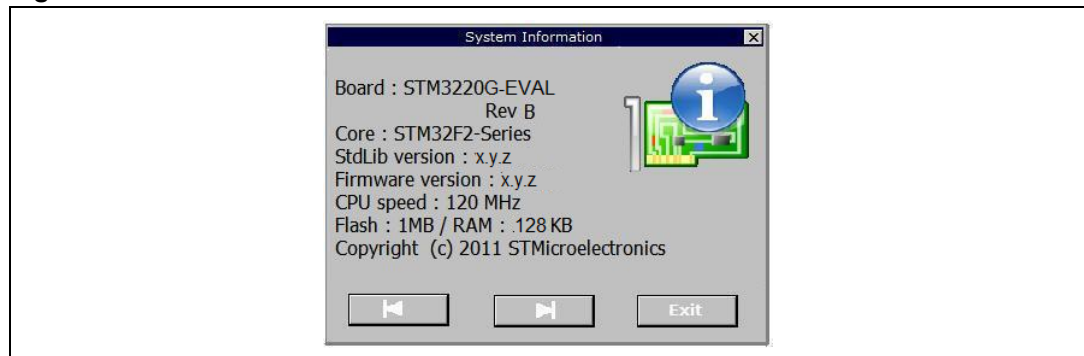 System Information
Board : STM3220G-EVAL
Rev B
Core : STM32F2-Series
StdLib version : x.y.z
Firmware version : x.y.z
CPU speed : 120 MHz
Flash : 1MB / RAM : .128 KB
Copyright (c) 2011 STMicroelectronics
Exit